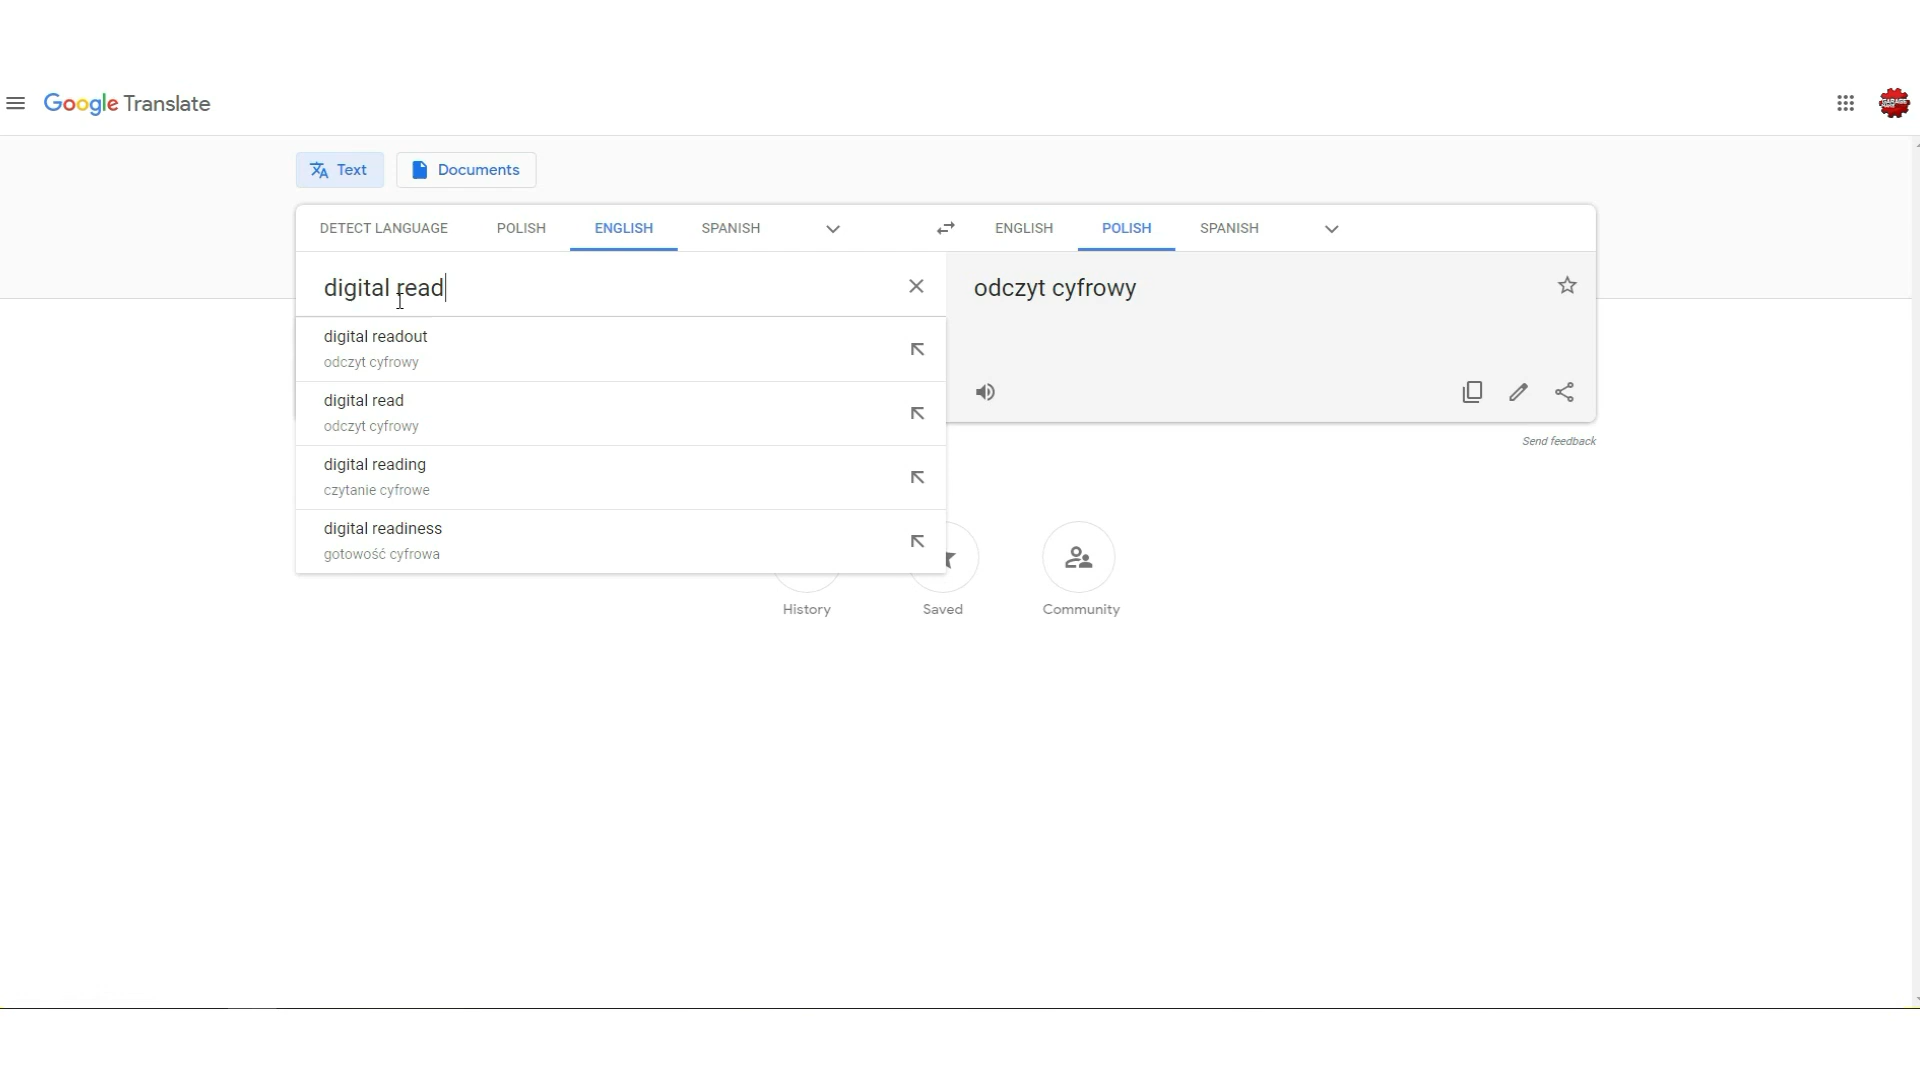 Google Translate
Text
Documents
DETECT LANGUAGE
POLISH
ENGLISH
SPANISH
ENGLISH
POLISH
SPANISH
digital read
odczyt cyfrowy
digital readout
odczyt cyfrowy
digital read
odczyt cyfrowy
digital reading
czytanie cyfrowe
digital readiness
gotowość cyfrowa
Send feedback
History
Saved
Community